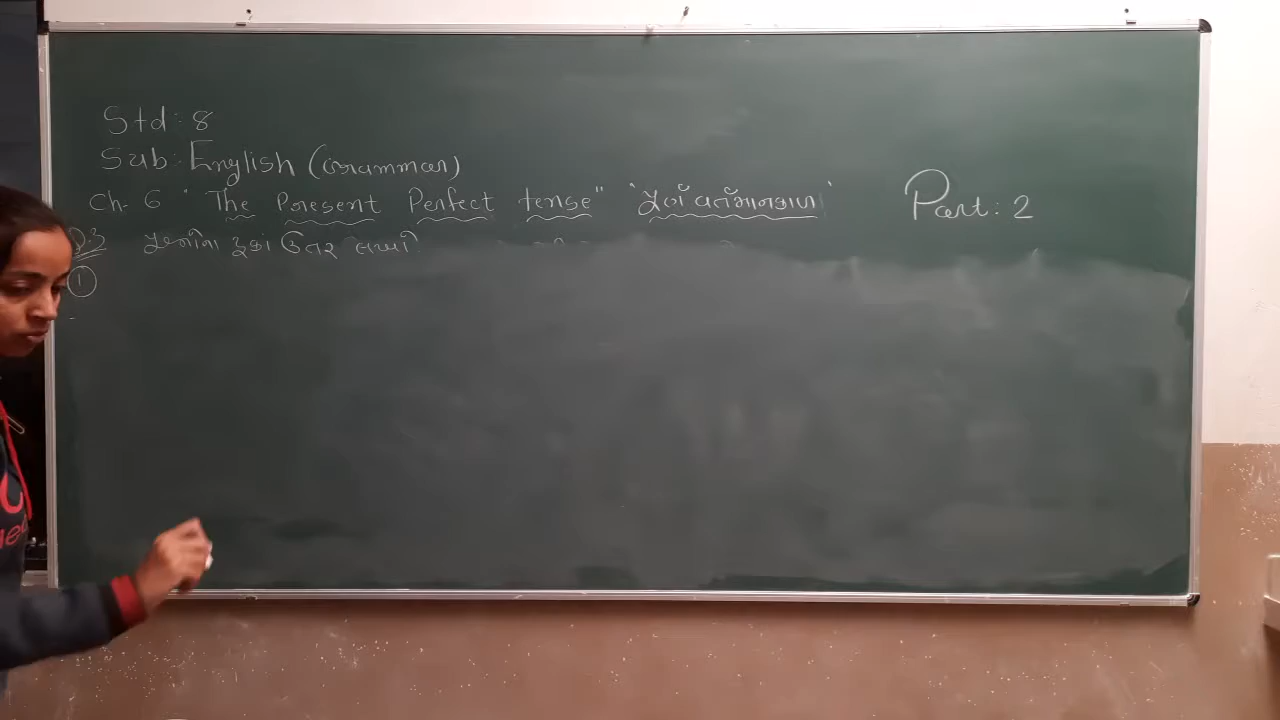 Std: 8
Sub: English (Grammar)
Ch. 6 "The Present Perfect tense" "પૂર્ણ વર્તમાનકાળ" Part: 2
Q.3 પ્રશ્નોના ટૂંકા ઉત્તર લખો
①